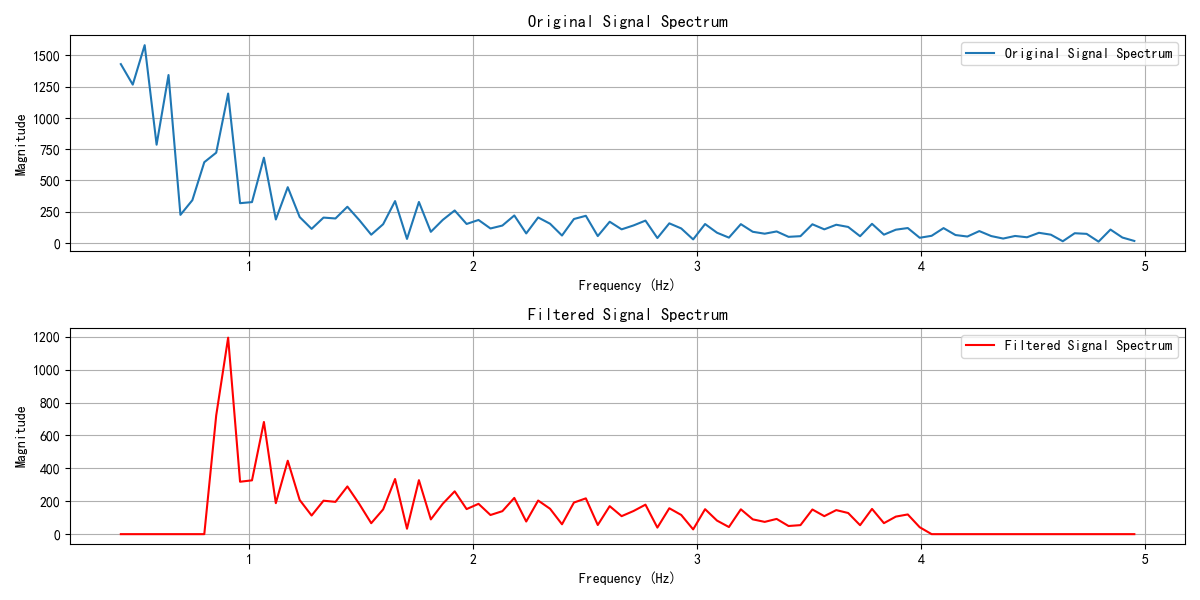 Original Signal Spectrum
Original Signal Spectrum
Magnitude
1500
1250
1000
750
500
250
0
1 2 3 4 5
Frequency (Hz)
Filtered Signal Spectrum
Filtered Signal Spectrum
Magnitude
1200
1000
800
600
400
200
0
1 2 3 4 5
Frequency (Hz)